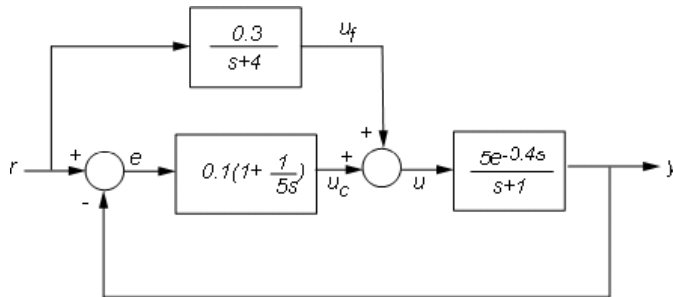 0.3
s+4
u_f
+
r
+
e
0.1(1+ 1/5s)
+
u_c
u
5e^-0.4s
s+1
y
-